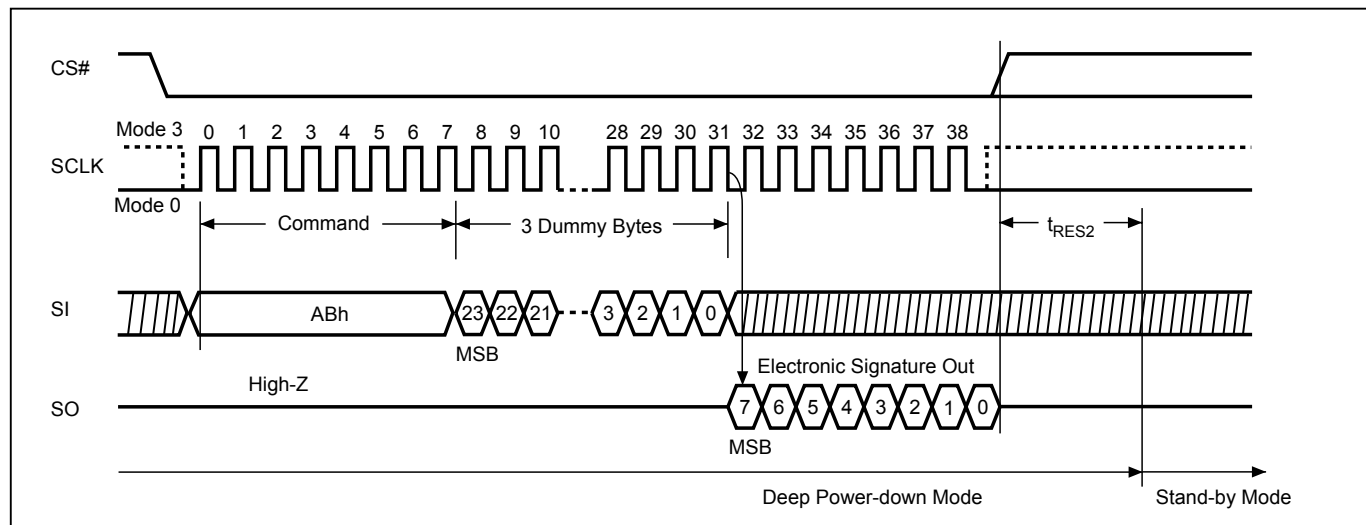 CS#
Mode 3
0 1 2 3 4 5 6 7 8 9 10 28 29 30 31 32 33 34 35 36 37 38
SCLK
Mode 0
Command
3 Dummy Bytes
tRES2
SI
ABh
23 22 21 3 2 1 0
MSB
Electronic Signature Out
High-Z
SO
7 6 5 4 3 2 1 0
MSB
Deep Power-down Mode
Stand-by Mode